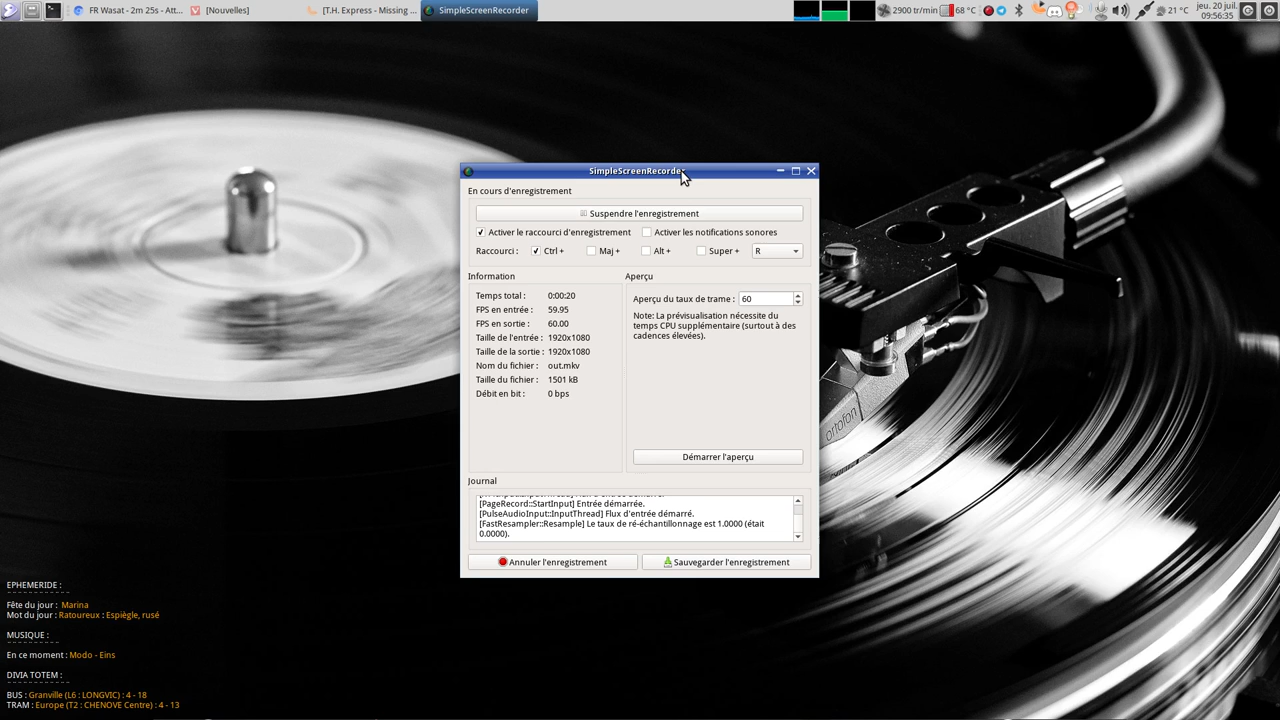 FR Wasat - 2m 25s - Att...
[Nouvelles]
[T.H. Express - Missing ...
SimpleScreenRecorder
2900 tr/min
68 °C
21 °C
jeu. 20 juil.
09:56:35
SimpleScreenRecorder
En cours d'enregistrement
Suspendre l'enregistrement
Activer le raccourci d'enregistrement
Activer les notifications sonores
Raccourci :
Ctrl +
Maj +
Alt +
Super +
R
Information
Temps total : 0:00:20
FPS en entrée : 59.95
FPS en sortie : 60.00
Taille de l'entrée : 1920x1080
Taille de la sortie : 1920x1080
Nom du fichier : out.mkv
Taille du fichier : 1501 kB
Débit en bit : 0 bps
Aperçu
Aperçu du taux de trame : 60
Note: La prévisualisation nécessite du
temps CPU supplémentaire (surtout à des
cadences élevées).
Démarrer l'aperçu
Journal
[PageRecord::StartInput] Entrée démarrée.
[PulseAudioInput::InputThread] Flux d'entrée démarré.
[FastResampler::Resample] Le taux de ré-échantillonnage est 1.0000 (était
0.0000).
Annuler l'enregistrement
Sauvegarder l'enregistrement
ortofon
EPHEMERIDE :
Fête du jour : Marina
Mot du jour : Ratoureux : Espiègle, rusé
MUSIQUE :
En ce moment : Modo - Eins
DIVIA TOTEM :
BUS : Granville (L6 : LONGVIC) : 4 - 18
TRAM : Europe (T2 : CHENOVE Centre) : 4 - 13